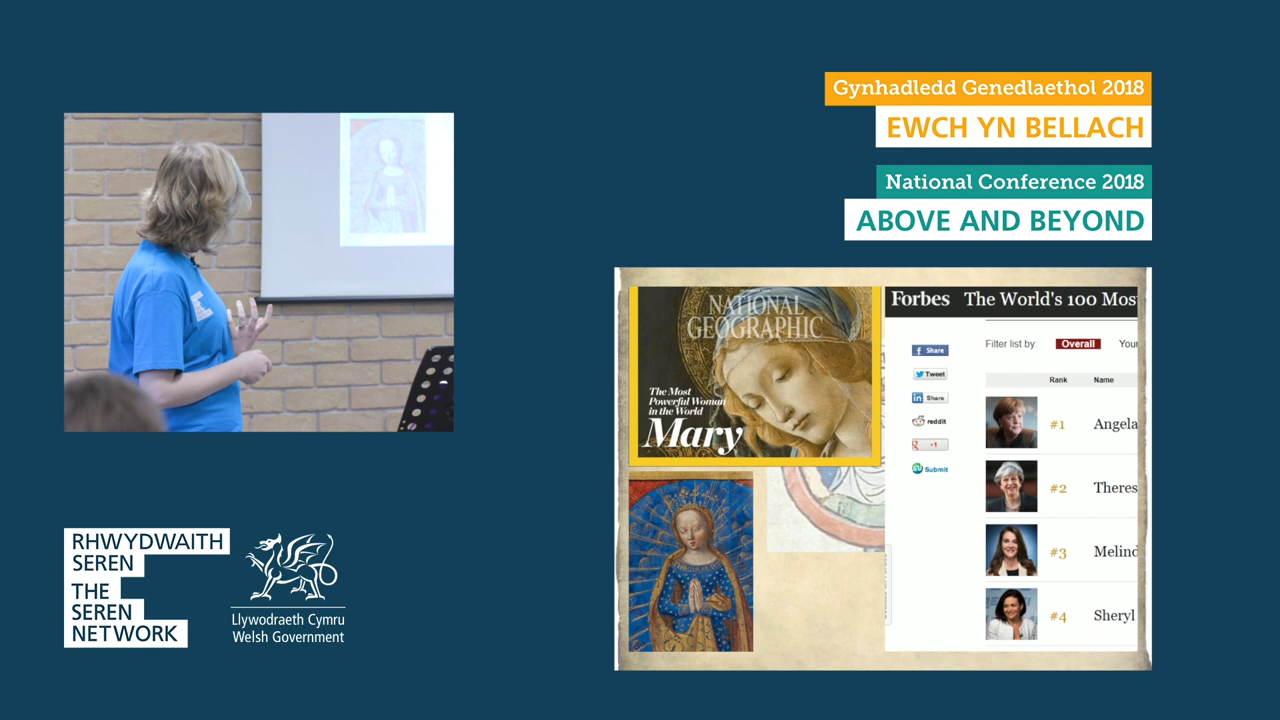 Gynhadledd Genedlaethol 2018
EWCH YN BELLACH
National Conference 2018
ABOVE AND BEYOND
NATIONAL
GEOGRAPHIC
The Most
Powerful Woman
in the World
Mary
Forbes The World's 100 Mos
Filter list by: Overall Your
Share
Tweet
Share
reddit
+1
Submit
Rank Name
#1 Angela
#2 Theres
#3 Melind
#4 Sheryl
RHWYDWAITH
SEREN
THE
SEREN
NETWORK
Llywodraeth Cymru
Welsh Government